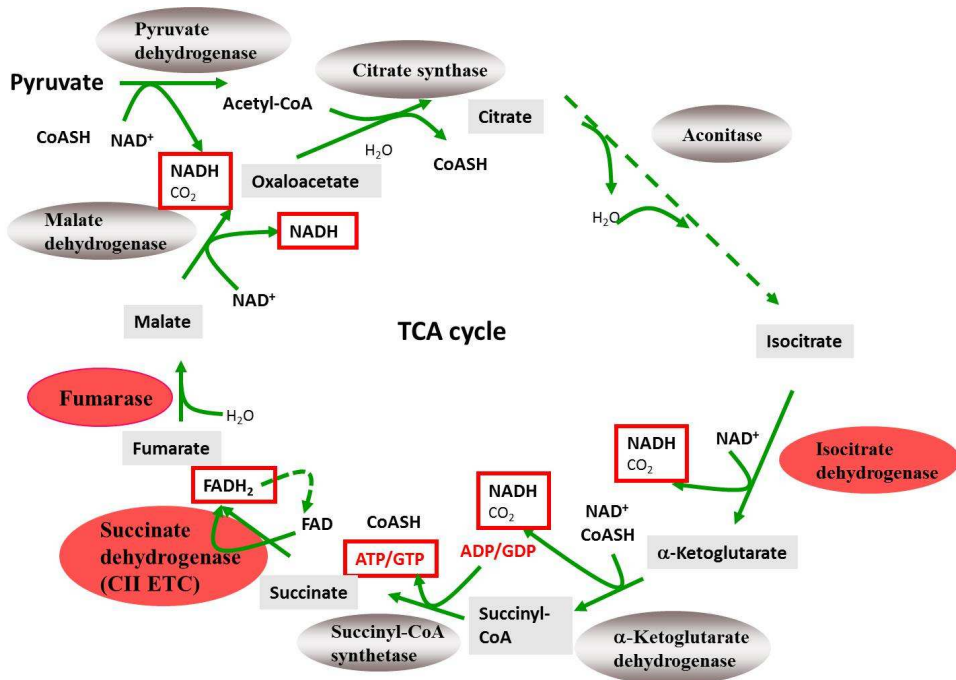 Pyruvate
dehydrogenase
Citrate synthase
Pyruvate
Acetyl-CoA
Citrate
Aconitase
CoASH
NAD⁺
H₂O
CoASH
NADH
CO₂
Oxaloacetate
H₂O
Malate
dehydrogenase
NADH
NAD⁺
Malate
TCA cycle
Isocitrate
Fumarase
H₂O
Fumarate
NADH
CO₂
NAD⁺
Isocitrate
dehydrogenase
FADH₂
NADH
CO₂
NAD⁺
CoASH
FAD
CoASH
Succinate
dehydrogenase
(CII ETC)
ATP/GTP
ADP/GDP
α-Ketoglutarate
Succinate
Succinyl-
CoA
Succinyl-CoA
synthetase
α-Ketoglutarate
dehydrogenase